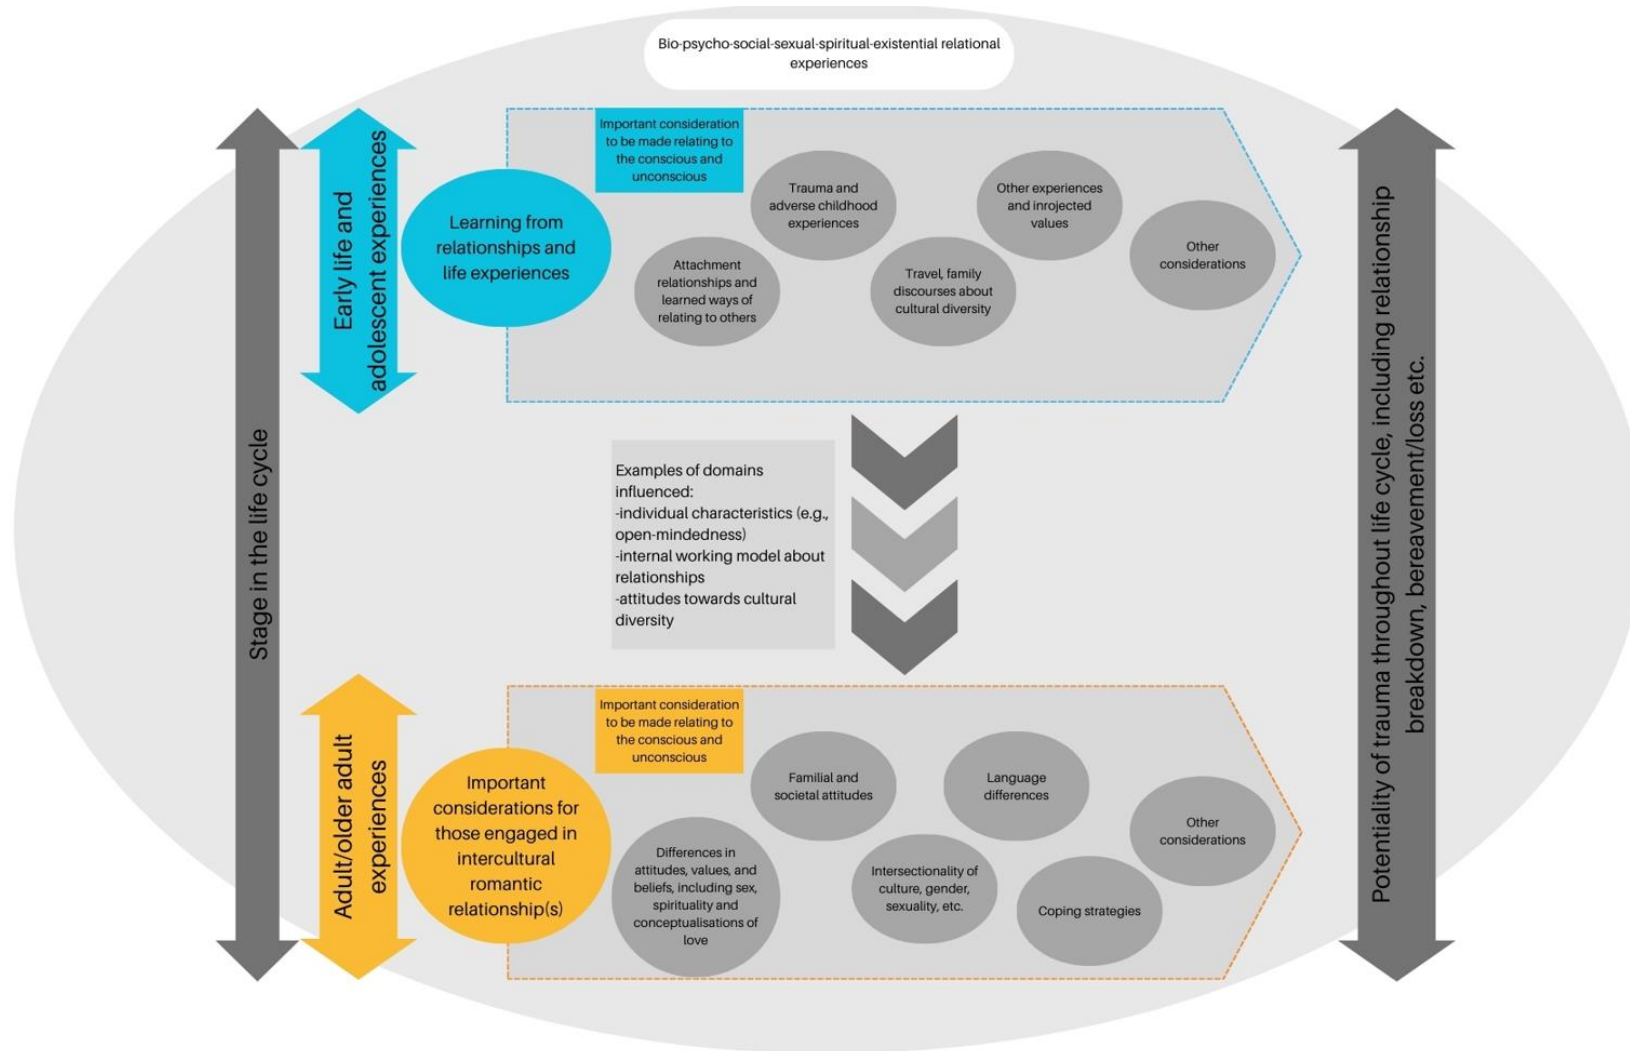 Bio-psycho-social-sexual-spiritual-existential relational
experiences
Stage in the life cycle
Early life and
adolescent experiences
Learning from
relationships and
life experiences
Important consideration
to be made relating to
the conscious and
unconscious
Attachment
relationships and
learned ways of
relating to others
Trauma and
adverse childhood
experiences
Travel, family
discourses about
cultural diversity
Other experiences
and inrojected
values
Other
considerations
Examples of domains
influenced:
-individual characteristics (e.g.,
open-mindedness)
-internal working model about
relationships
-attitudes towards cultural
diversity
Adult/older adult
experiences
Important
considerations for
those engaged in
intercultural
romantic
relationship(s)
Important consideration
to be made relating to
the conscious and
unconscious
Differences in
attitudes, values, and
beliefs, including sex,
spirituality and
conceptualisations of
love
Familial and
societal attitudes
Intersectionality of
culture, gender,
sexuality, etc.
Language
differences
Coping strategies
Other
considerations
Potentiality of trauma throughout life cycle, including relationship
breakdown, bereavement/loss etc.